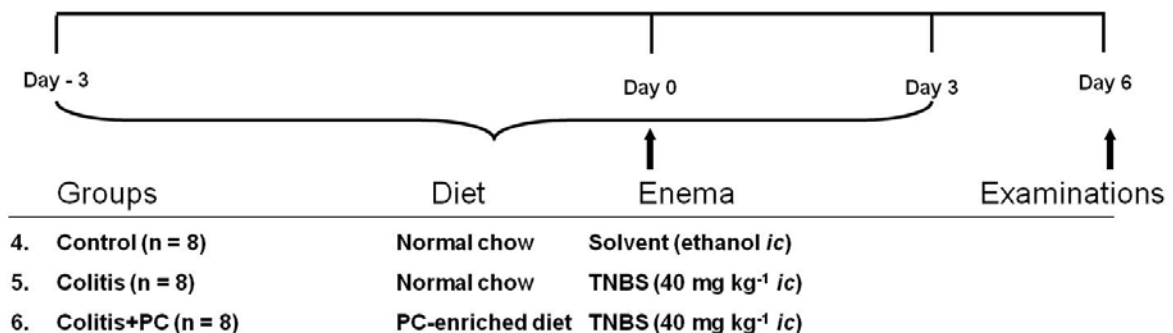 Day - 3
Day 0
Day 3
Day 6
Groups Diet Enema Examinations
4. Control (n = 8) Normal chow Solvent (ethanol ic)
5. Colitis (n = 8) Normal chow TNBS (40 mg kg⁻¹ ic)
6. Colitis+PC (n = 8) PC-enriched diet TNBS (40 mg kg⁻¹ ic)